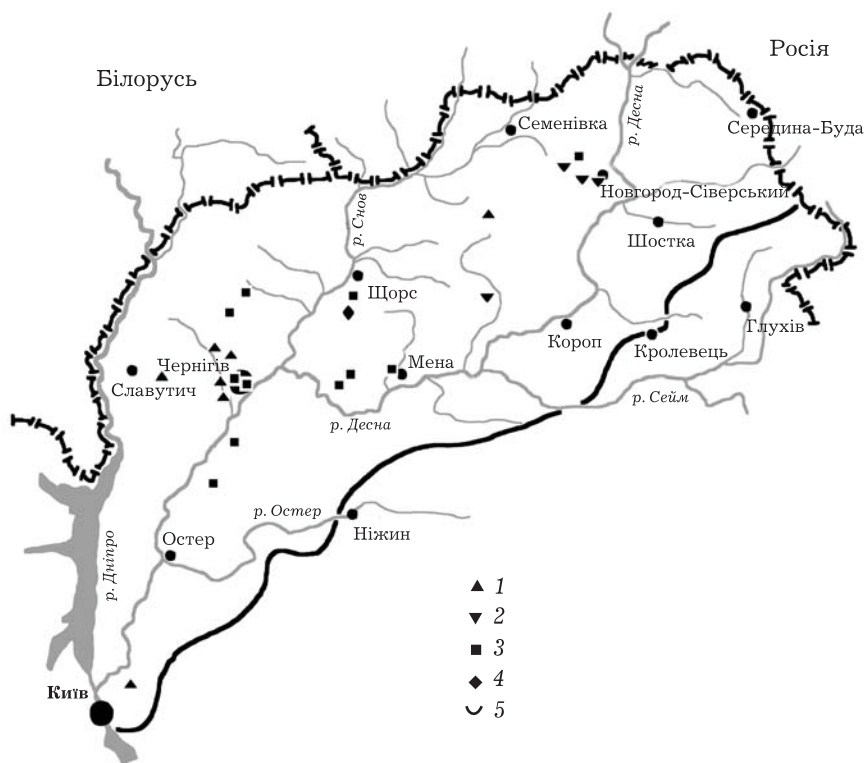 Росія
Білорусь
Семенівка
р. Десна
Середина-Буда
Новгород-Сіверський
р. Снов
Шостка
Щорс
Глухів
Короп
Кролевець
Мена
Чернігів
Славутич
р. Сейм
р. Десна
р. Остер
Ніжин
Остер
р. Дніпро
1
2
3
4
5
Київ